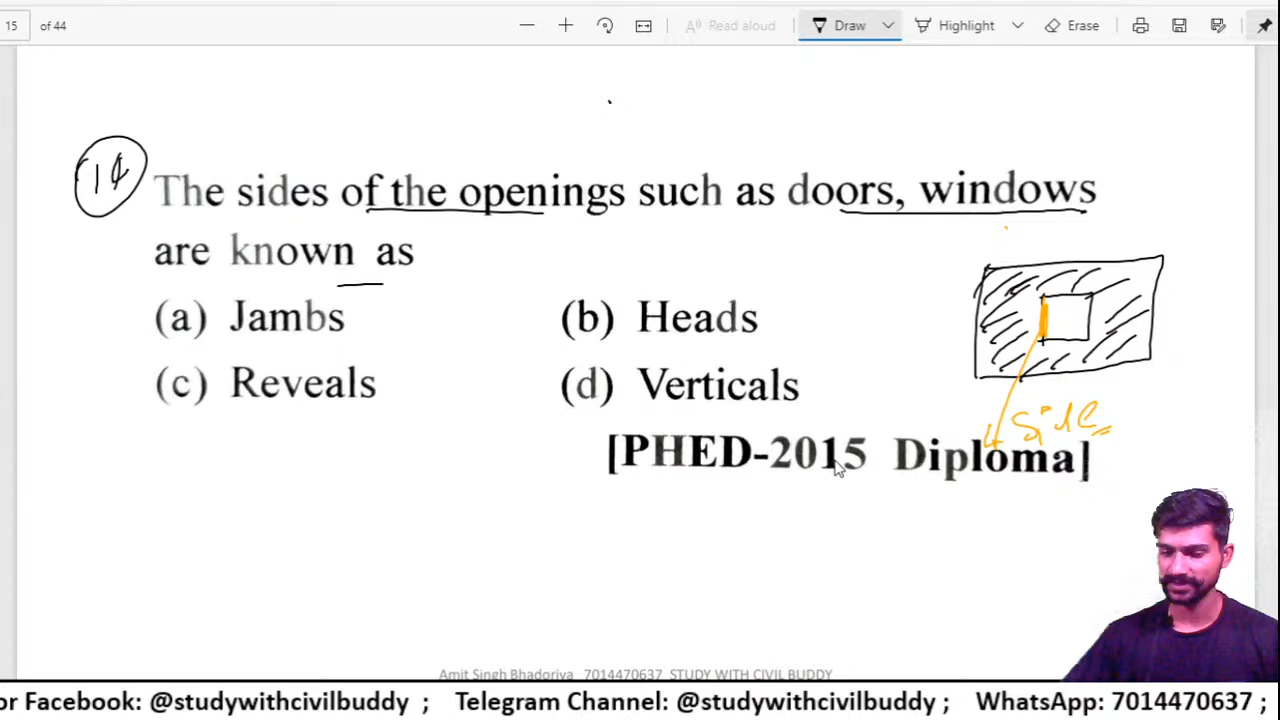 15 of 44 Read aloud Draw Highlight Erase
14 The sides of the openings such as doors, windows
are known as
(a) Jambs (b) Heads
(c) Reveals (d) Verticals
Side
[PHED-2015 Diploma]
Amit Singh Bhadoriya 7014470637 STUDY WITH CIVIL BUDDY
or Facebook: @studywithcivilbuddy ; Telegram Channel: @studywithcivilbuddy ; WhatsApp: 7014470637 ;